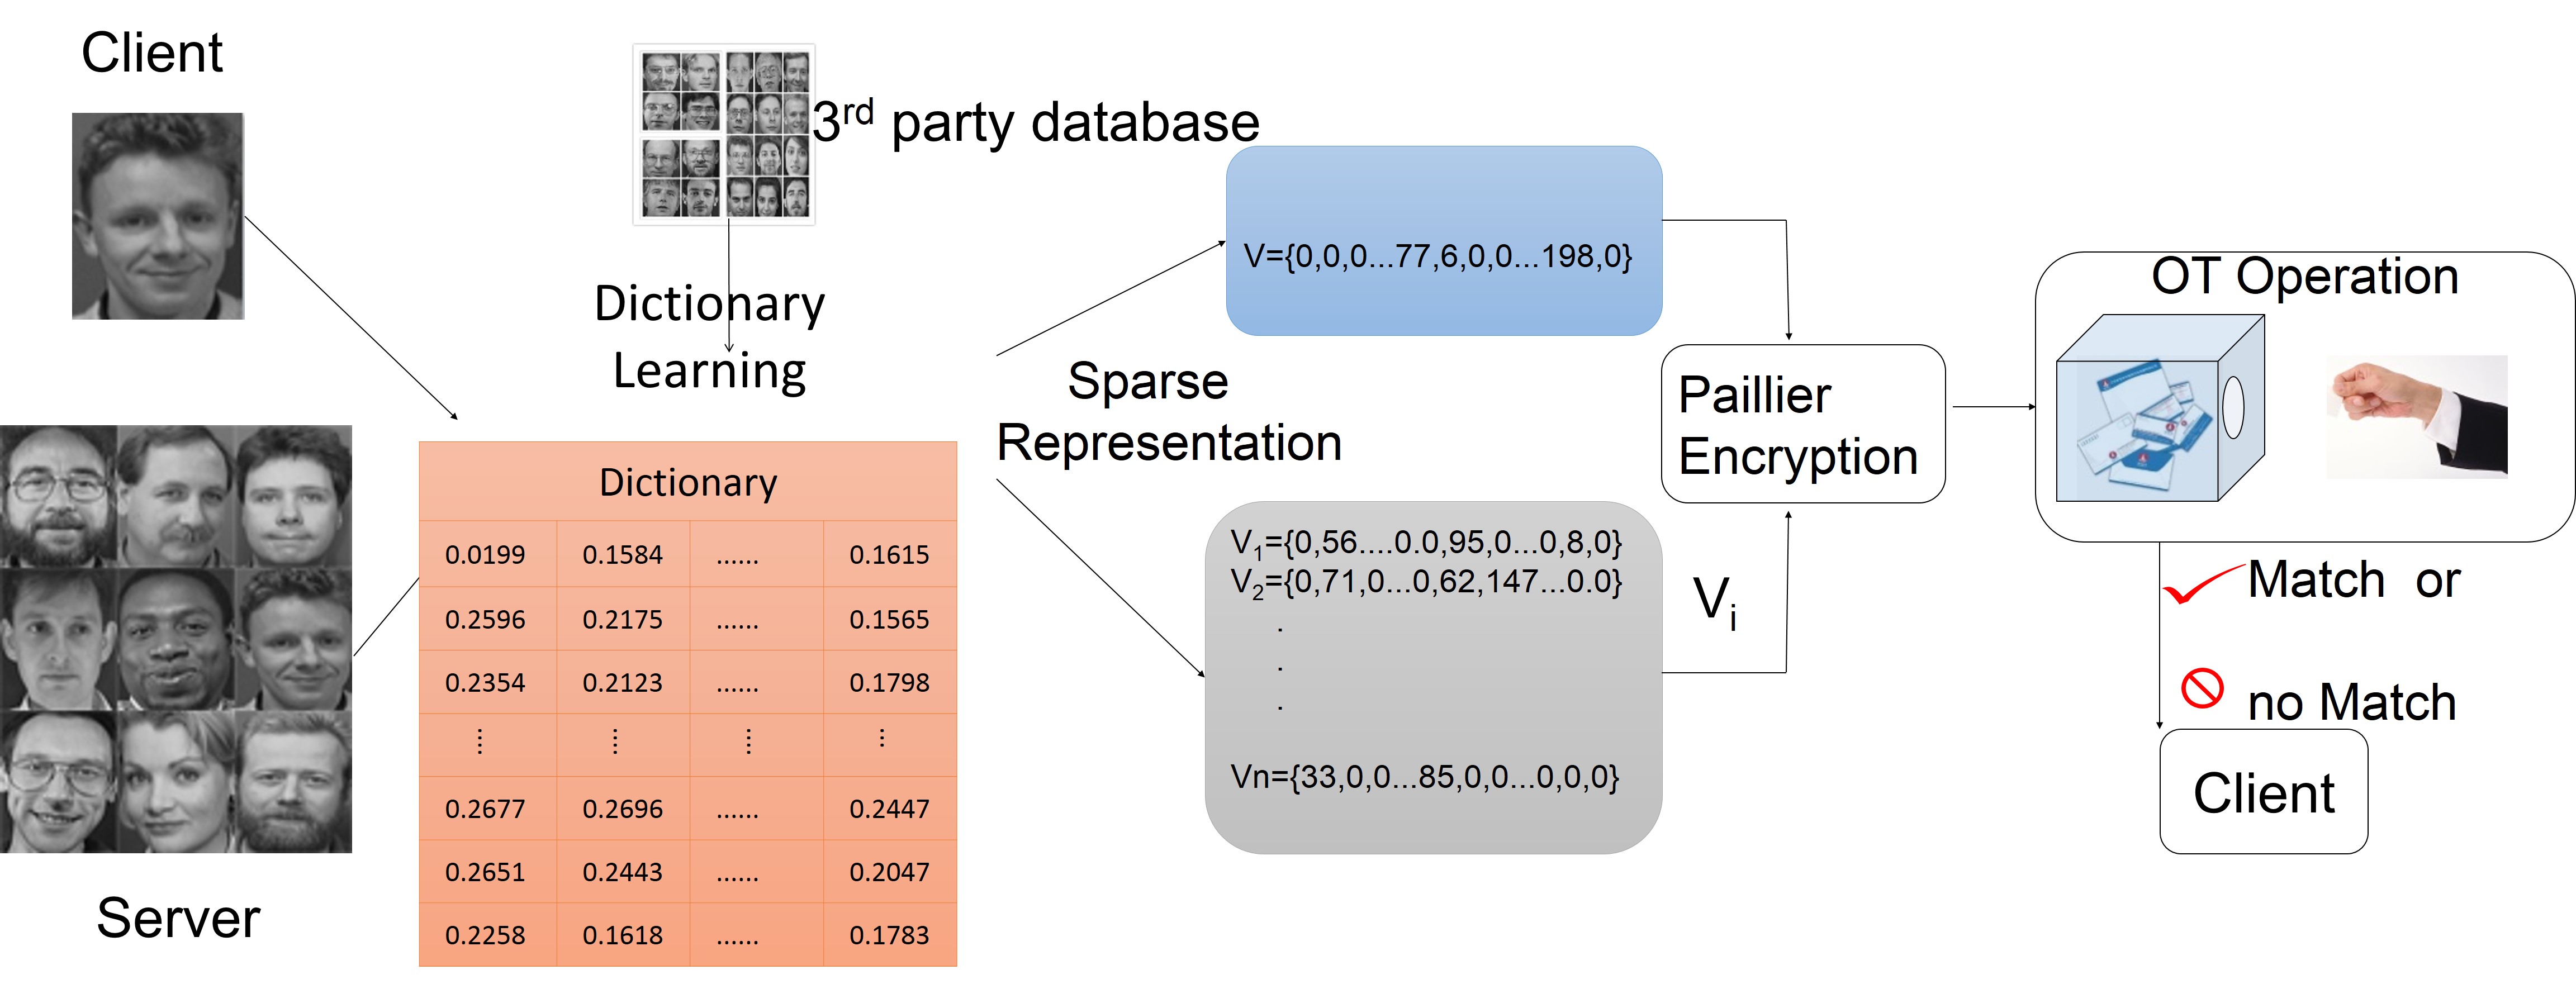 Client
3rd party database
Dictionary
Learning
Server
Dictionary
0.0199 0.1584 ...... 0.1615
0.2596 0.2175 ...... 0.1565
0.2354 0.2123 ...... 0.1798
⋮ ⋮ ⋮ ⋮
0.2677 0.2696 ...... 0.2447
0.2651 0.2443 ...... 0.2047
0.2258 0.1618 ...... 0.1783
Sparse
Representation
V={0,0,0...77,6,0,0...198,0}
V1={0,56....0.0,95,0...0,8,0}
V2={0,71,0...0,62,147...0.0}
.
.
.
Vn={33,0,0...85,0,0...0,0,0}
Vi
Paillier
Encryption
OT Operation
Match or
no Match
Client